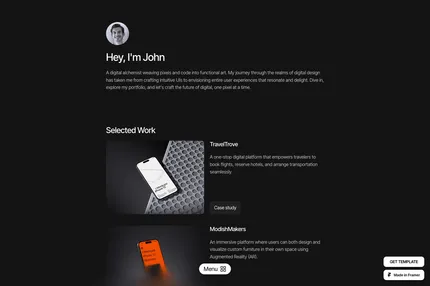 Hey, I'm John
A digital alchemist weaving pixels and code into functional art. My journey through the realms of digital design
has taken me from crafting intuitive UIs to envisioning entire user experiences that resonate and delight. Dive in,
explore my portfolio, and let's craft the future of digital, one pixel at a time.
Selected Work
TravelTrove
A one-stop digital platform that empowers travelers to
book flights, reserve hotels, and arrange transportation
seamlessly
Case study
ModishMakers
An immersive platform where users can both design and
visualize custom furniture in their own space using
Augmented Reality (AR).
Menu
GET TEMPLATE
Made in Framer